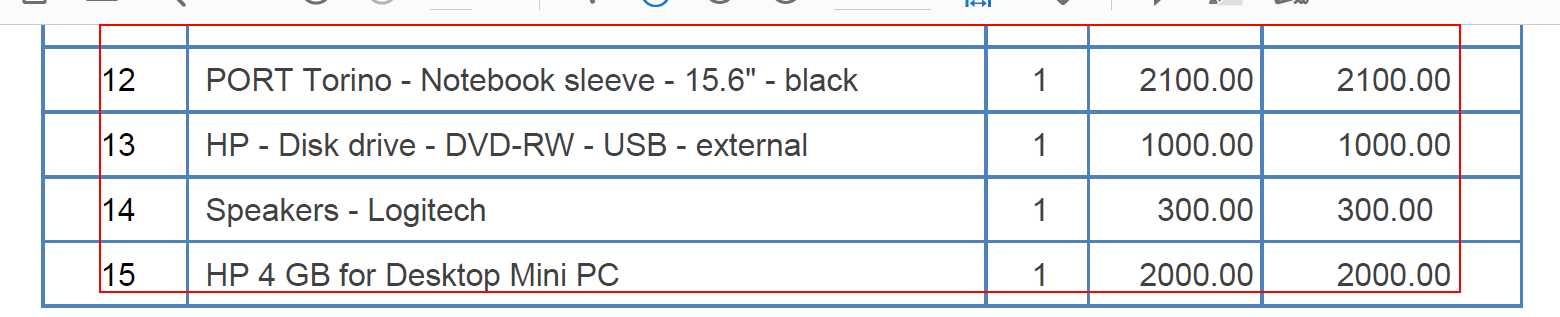 12 PORT Torino - Notebook sleeve - 15.6" - black 1 2100.00 2100.00
13 HP - Disk drive - DVD-RW - USB - external 1 1000.00 1000.00
14 Speakers - Logitech 1 300.00 300.00
15 HP 4 GB for Desktop Mini PC 1 2000.00 2000.00